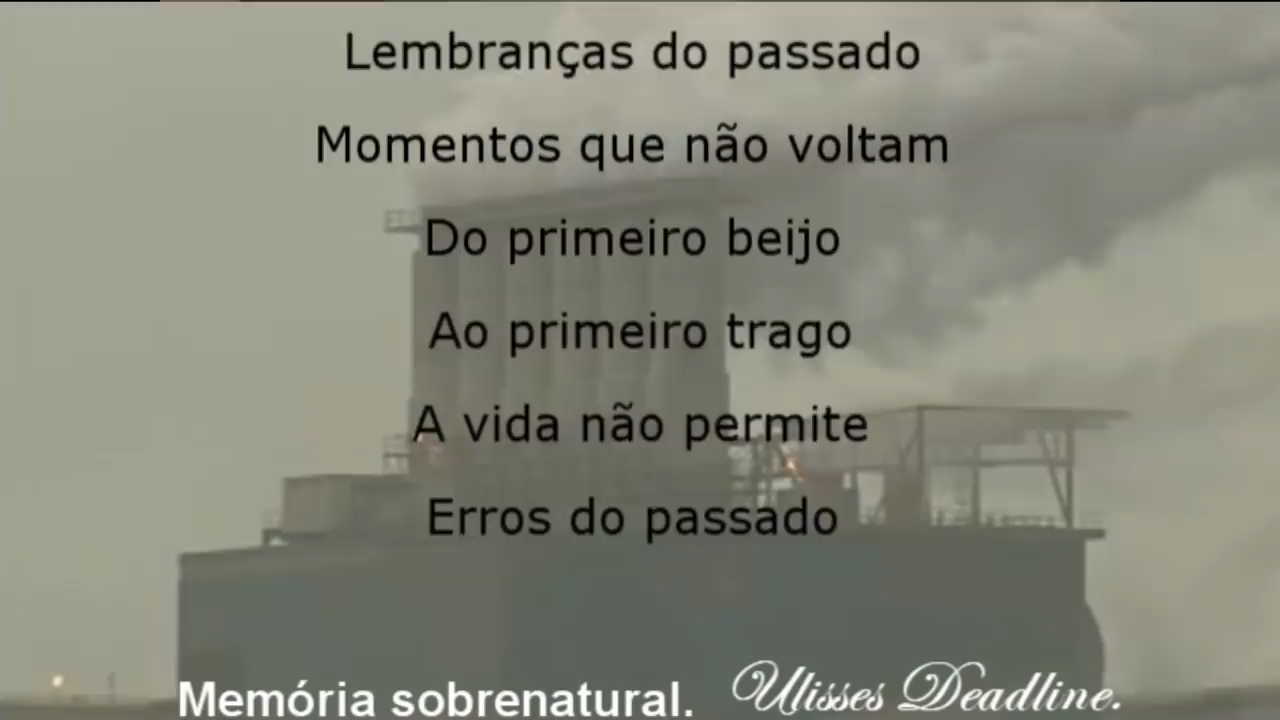 Lembranças do passado
Momentos que não voltam
Do primeiro beijo
Ao primeiro trago
A vida não permite
Erros do passado
Memória sobrenatural. Ulisses Deadline.